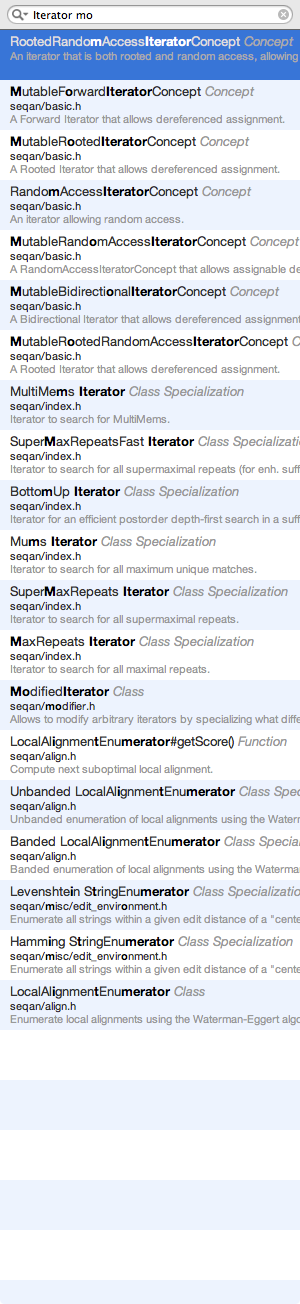 Iterator mo
RootedRandomAccessIteratorConcept Concept
An iterator that is both rooted and random access, allowing
MutableForwardIteratorConcept Concept
seqan/basic.h
A Forward Iterator that allows dereferenced assignment.
MutableRootedIteratorConcept Concept
seqan/basic.h
A Rooted Iterator that allows dereferenced assignment.
RandomAccessIteratorConcept Concept
seqan/basic.h
An iterator allowing random access.
MutableRandomAccessIteratorConcept Concept
seqan/basic.h
A RandomAccessIteratorConcept that allows assignable de
MutableBidirectionalIteratorConcept Concept
seqan/basic.h
A Bidirectional Iterator that allows dereferenced assignment
MutableRootedRandomAccessIteratorConcept C
seqan/basic.h
A Rooted Iterator that allows dereferenced assignment.
MultiMems Iterator Class Specialization
seqan/index.h
Iterator to search for MultiMems.
SuperMaxRepeatsFast Iterator Class Specializati
seqan/index.h
Iterator to search for all supermaximal repeats (for enh. suff
BottomUp Iterator Class Specialization
seqan/index.h
Iterator for an efficient postorder depth-first search in a suff
Mums Iterator Class Specialization
seqan/index.h
Iterator to search for all maximum unique matches.
SuperMaxRepeats Iterator Class Specialization
seqan/index.h
Iterator to search for all supermaximal repeats.
MaxRepeats Iterator Class Specialization
seqan/index.h
Iterator to search for all maximal repeats.
ModifiedIterator Class
seqan/modifier.h
Allows to modify arbitrary iterators by specializing what diffe
LocalAlignmentEnumerator#getScore() Function
seqan/align.h
Compute next suboptimal local alignment.
Unbanded LocalAlignmentEnumerator Class Spec
seqan/align.h
Unbanded enumeration of local alignments using the Watern
Banded LocalAlignmentEnumerator Class Special
seqan/align.h
Banded enumeration of local alignments using the Waterma
Levenshtein StringEnumerator Class Specialization
seqan/misc/edit_environment.h
Enumerate all strings within a given edit distance of a "cente
Hamming StringEnumerator Class Specialization
seqan/misc/edit_environment.h
Enumerate all strings within a given edit distance of a "cente
LocalAlignmentEnumerator Class
seqan/align.h
Enumerate local alignments using the Waterman-Eggert algo